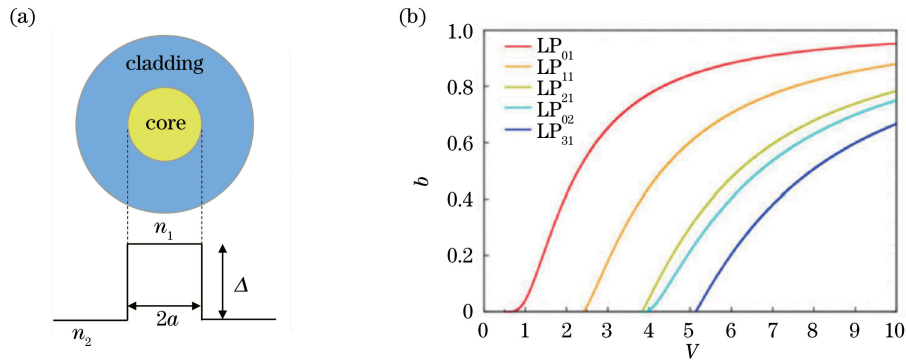 (a)
cladding
core
n₁
Δ
2a
n₂
(b)
1.0
0.8
0.6
0.4
0.2
0
b
LP₀₁
LP₁₁
LP₂₁
LP₀₂
LP₃₁
0 1 2 3 4 5 6 7 8 9 10
V